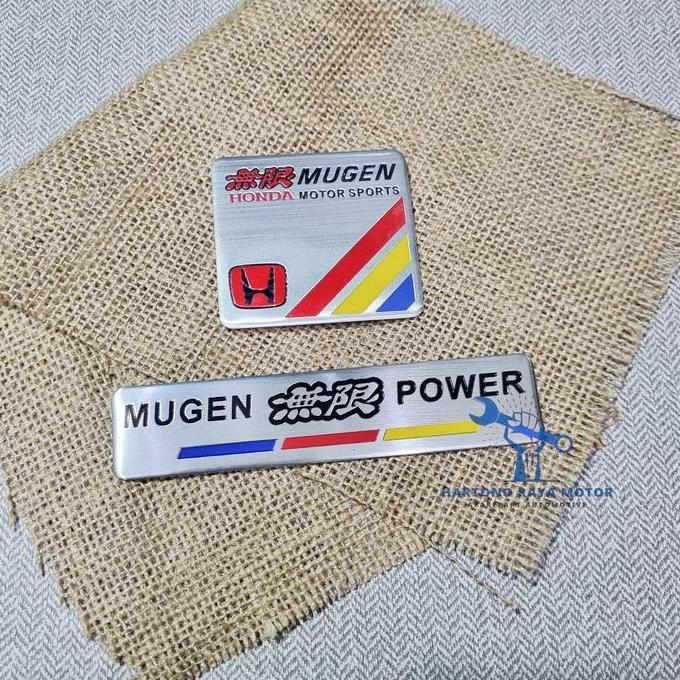 無限 MUGEN
HONDA MOTOR SPORTS
MUGEN 無限 POWER
HARTONO RAYA MOTOR